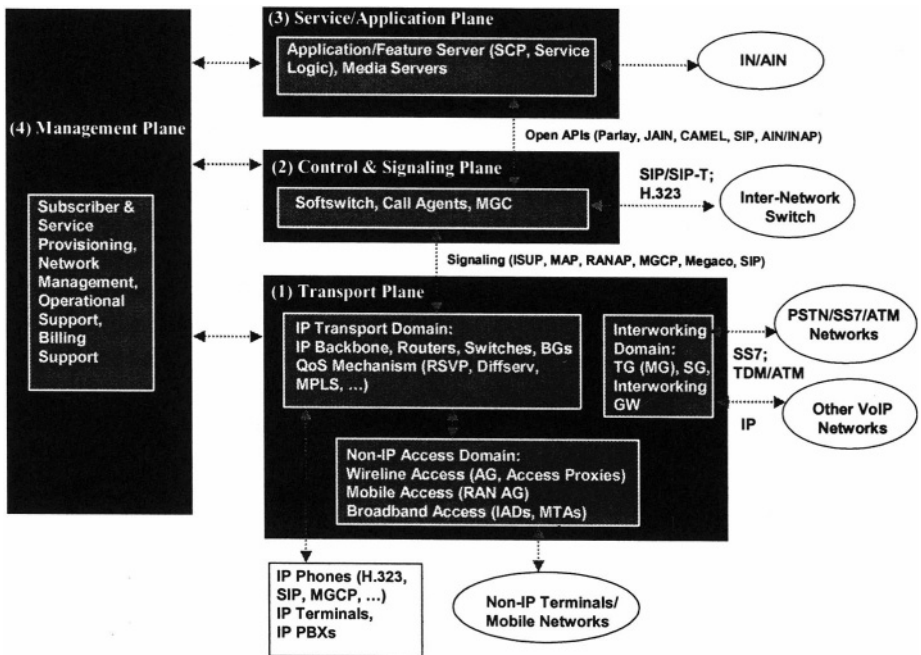 (3) Service/Application Plane
Application/Feature Server (SCP, Service
Logic), Media Servers
IN/AIN
(4) Management Plane
Open APIs (Parlay, JAIN, CAMEL, SIP, AIN/INAP)
(2) Control & Signaling Plane
Softswitch, Call Agents, MGC
SIP/SIP-T;
H.323
Inter-Network
Switch
Subscriber &
Service
Provisioning,
Network
Management,
Operational
Support,
Billing
Support
Signaling (ISUP, MAP, RANAP, MGCP, Megaco, SIP)
(1) Transport Plane
IP Transport Domain:
IP Backbone, Routers, Switches, BGs
QoS Mechanism (RSVP, Diffserv,
MPLS, ...)
Interworking
Domain:
TG (MG), SG,
Interworking
GW
PSTN/SS7/ATM
Networks
SS7;
TDM/ATM
IP
Other VoIP
Networks
Non-IP Access Domain:
Wireline Access (AG, Access Proxies)
Mobile Access (RAN AG)
Broadband Access (IADs, MTAs)
IP Phones (H.323,
SIP, MGCP, ...)
IP Terminals,
IP PBXs
Non-IP Terminals/
Mobile Networks